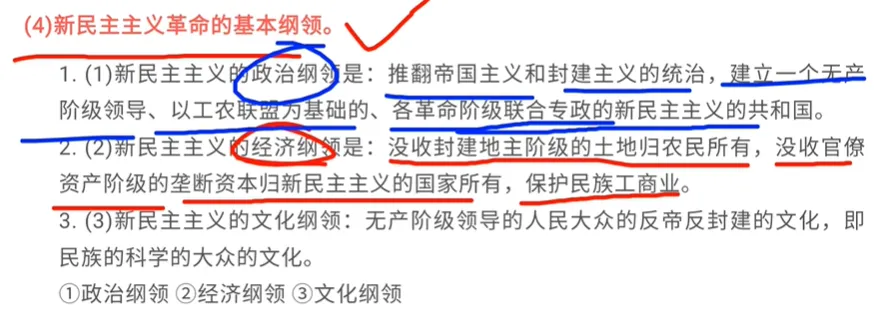 (4)新民主主义革命的基本纲领。
1. (1)新民主主义的政治纲领是：推翻帝国主义和封建主义的统治，建立一个无产
阶级领导、以工农联盟为基础的、各革命阶级联合专政的新民主主义的共和国。
2. (2)新民主主义的经济纲领是：没收封建地主阶级的土地归农民所有，没收官僚
资产阶级的垄断资本归新民主主义的国家所有，保护民族工商业。
3. (3)新民主主义的文化纲领：无产阶级领导的人民大众的反帝反封建的文化，即
民族的科学的大众的文化。
①政治纲领 ②经济纲领 ③文化纲领